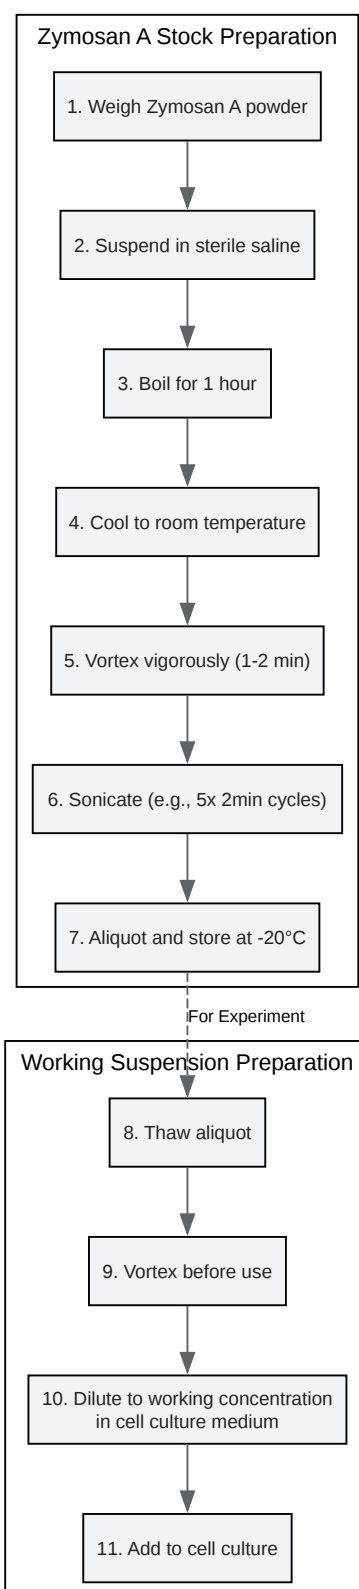 Zymosan A Stock Preparation
1. Weigh Zymosan A powder
2. Suspend in sterile saline
3. Boil for 1 hour
4. Cool to room temperature
5. Vortex vigorously (1-2 min)
6. Sonicate (e.g., 5x 2min cycles)
7. Aliquot and store at -20°C
For Experiment
Working Suspension Preparation
8. Thaw aliquot
9. Vortex before use
10. Dilute to working concentration
in cell culture medium
11. Add to cell culture